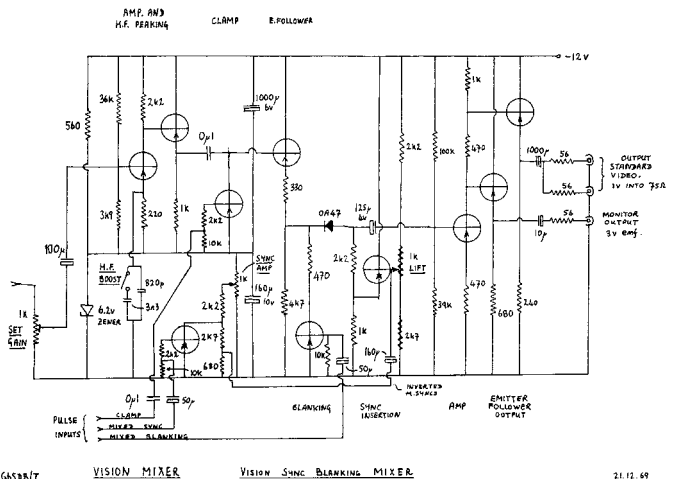 AMP. AND
H.F. PEAKING
CLAMP
E.FOLLOWER
-12V
560
36K
2K2
1000µ
6V
1K
2K2
100K
470
0µ1
330
1000µ
56
OUTPUT
STANDARD
VIDEO.
1V INTO 75Ω
56
3K9
220
1K
2K2
10K
OA47
125µ
6V
56
10µ
MONITOR
OUTPUT
3V emf.
100µ
H.F.
BOOST
820p
3n3
SYNC
AMP
1K
160µ
10V
470
2K2
1K
LIFT
470
1K
SET
GAIN
6.2V
ZENER
2K2
2K7
4K7
1K
2K7
39K
680
240
2K2
10K
680
10K
50µ
160µ
INVERTED
M.SYNCS
0µ1
50µ
BLANKING
SYNC
INSERTION
AMP
EMITTER
FOLLOWER
OUTPUT
PULSE
INPUTS
CLAMP
MIXED SYNC
MIXED BLANKING
G6SDB/T
VISION MIXER
VISION SYNC BLANKING MIXER
21.12.69